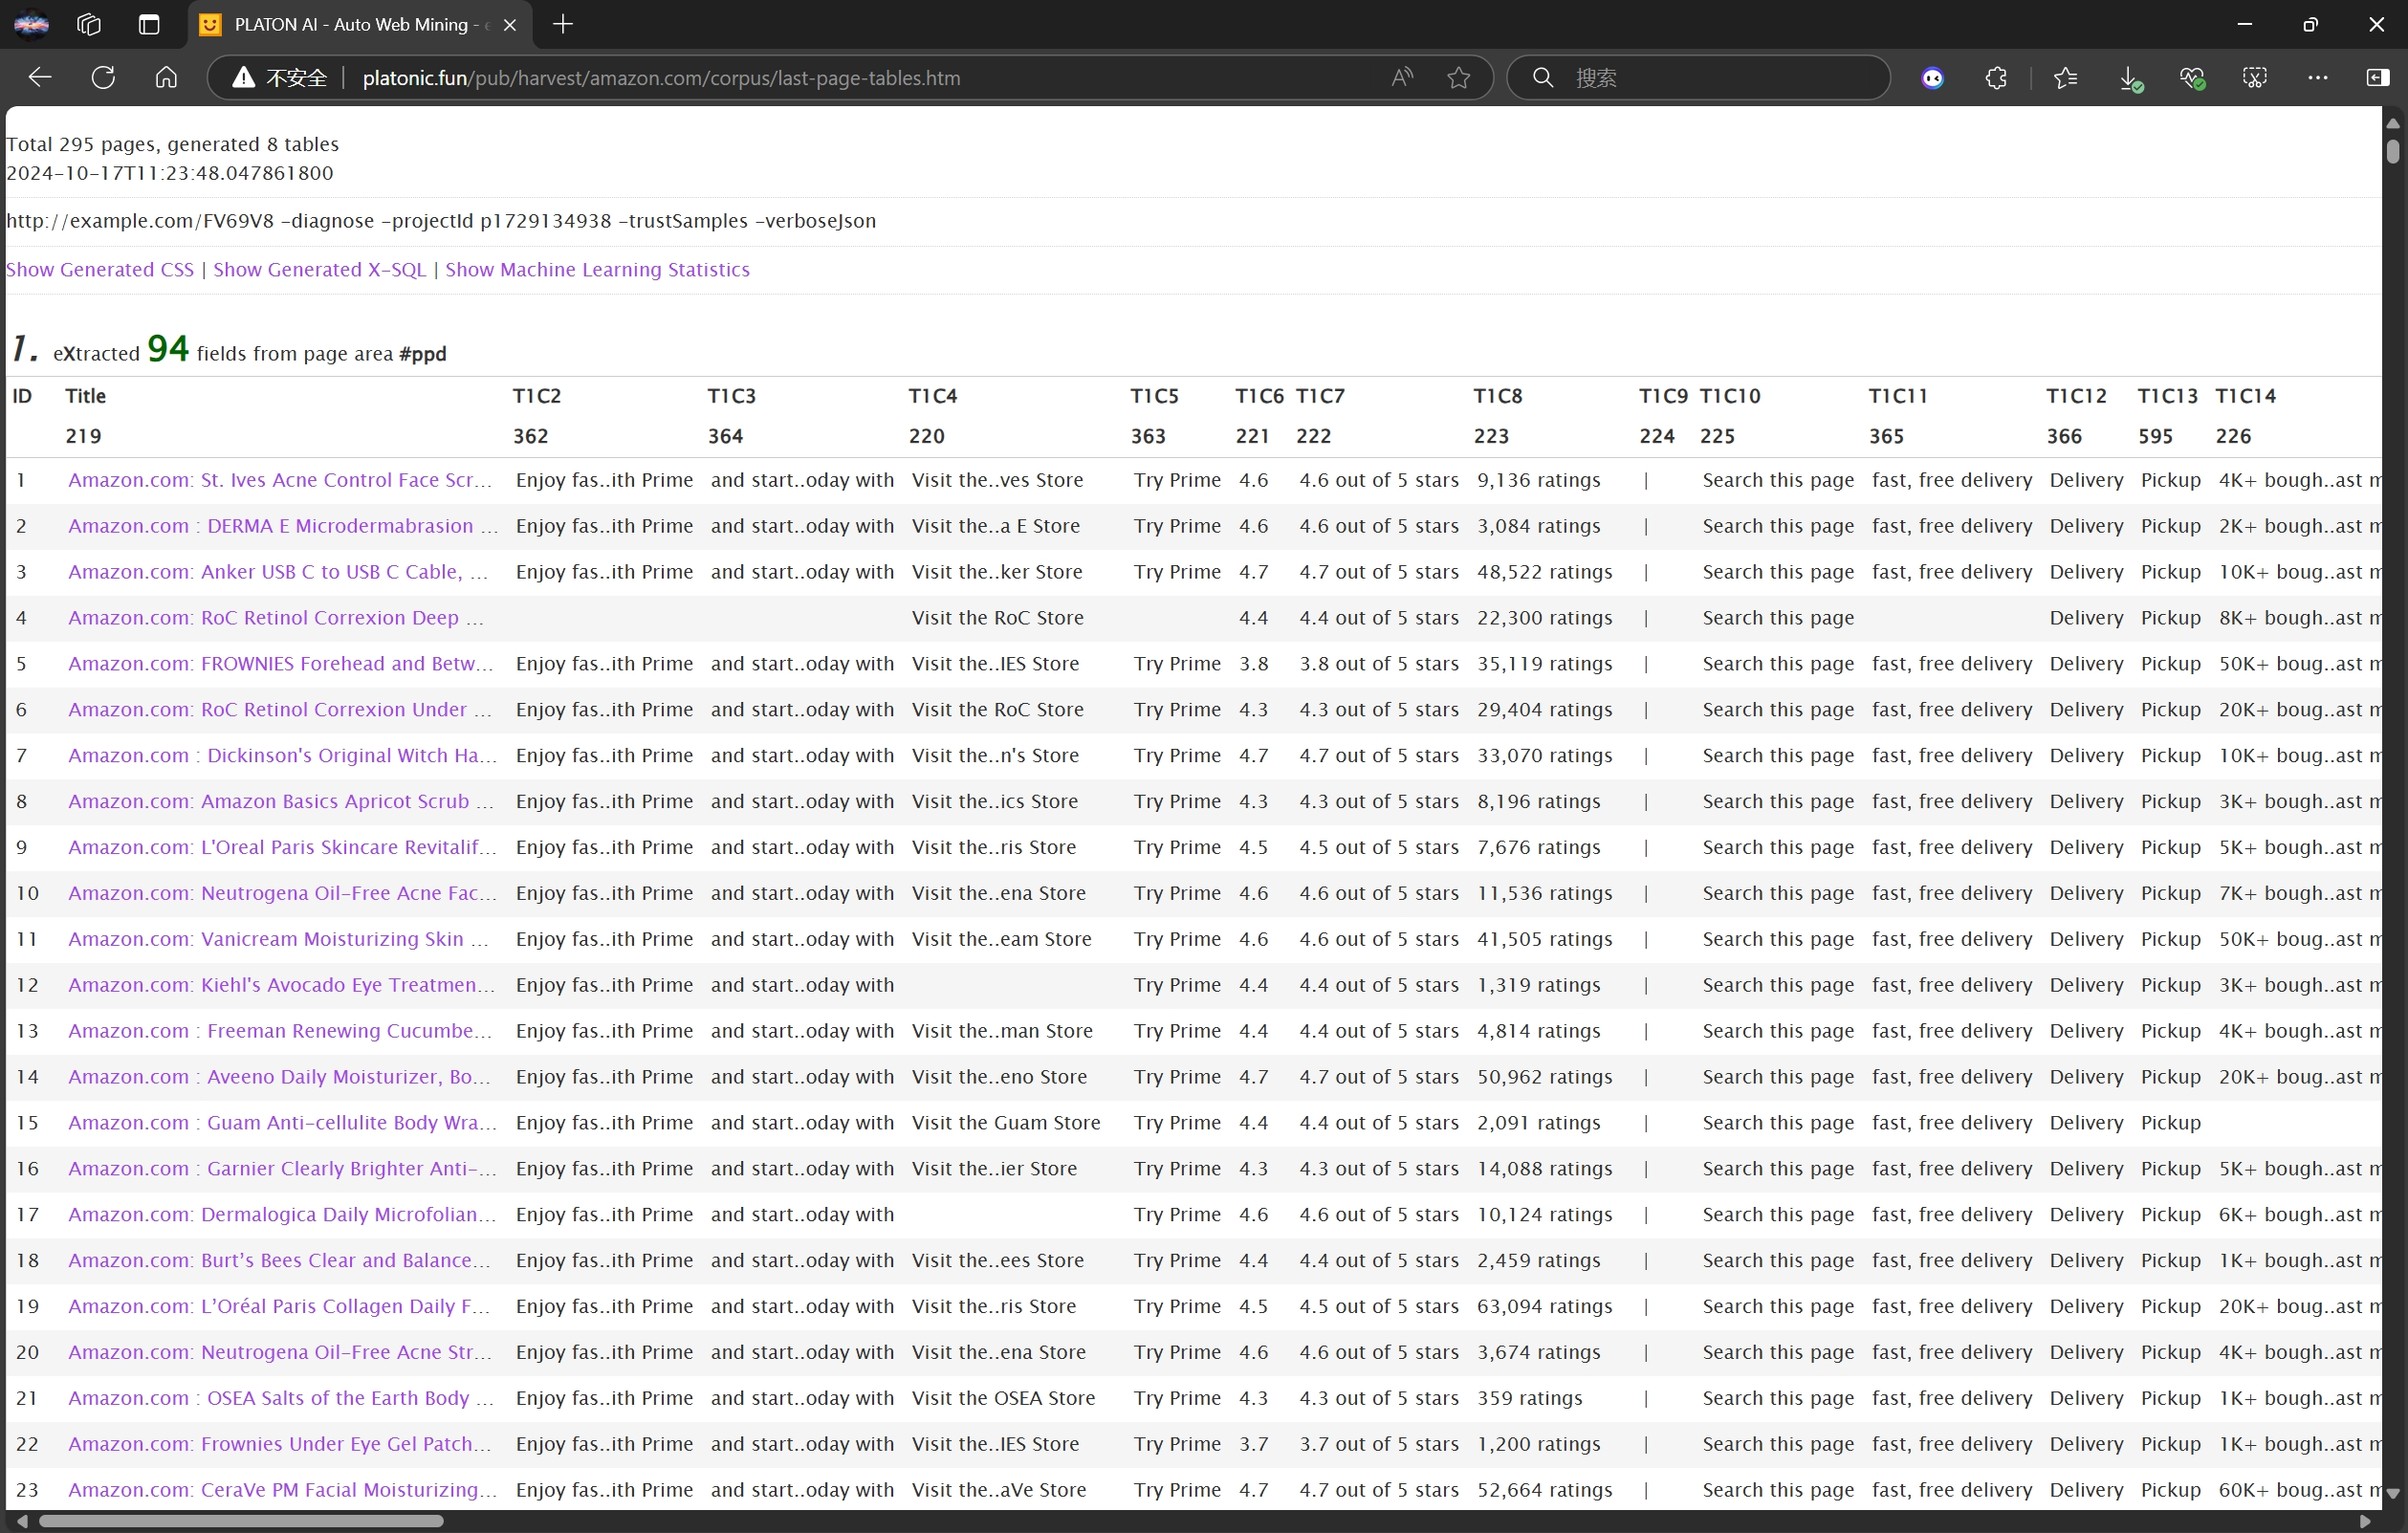 PLATON AI - Auto Web Mining - e
不安全 | platonic.fun/pub/harvest/amazon.com/corpus/last-page-tables.htm
搜索
Total 295 pages, generated 8 tables
2024-10-17T11:23:48.047861800
http://example.com/FV69V8 -diagnose -projectId p1729134938 -trustSamples -verboseJson
Show Generated CSS | Show Generated X-SQL | Show Machine Learning Statistics
1. eXtracted 94 fields from page area #ppd
ID Title T1C2 T1C3 T1C4 T1C5 T1C6 T1C7 T1C8 T1C9 T1C10 T1C11 T1C12 T1C13 T1C14
219 362 364 220 363 221 222 223 224 225 365 366 595 226
1 Amazon.com: St. Ives Acne Control Face Scr... Enjoy fas..ith Prime and start..oday with Visit the..ves Store Try Prime 4.6 4.6 out of 5 stars 9,136 ratings | Search this page fast, free delivery Delivery Pickup 4K+ bough..ast m
2 Amazon.com : DERMA E Microdermabrasion ... Enjoy fas..ith Prime and start..oday with Visit the..a E Store Try Prime 4.6 4.6 out of 5 stars 3,084 ratings | Search this page fast, free delivery Delivery Pickup 2K+ bough..ast m
3 Amazon.com: Anker USB C to USB C Cable, ... Enjoy fas..ith Prime and start..oday with Visit the..ker Store Try Prime 4.7 4.7 out of 5 stars 48,522 ratings | Search this page fast, free delivery Delivery Pickup 10K+ boug..ast m
4 Amazon.com: RoC Retinol Correxion Deep ... Visit the RoC Store 4.4 4.4 out of 5 stars 22,300 ratings | Search this page Delivery Pickup 8K+ bough..ast m
5 Amazon.com: FROWNIES Forehead and Betw... Enjoy fas..ith Prime and start..oday with Visit the..IES Store Try Prime 3.8 3.8 out of 5 stars 35,119 ratings | Search this page fast, free delivery Delivery Pickup 50K+ boug..ast m
6 Amazon.com: RoC Retinol Correxion Under ... Enjoy fas..ith Prime and start..oday with Visit the RoC Store Try Prime 4.3 4.3 out of 5 stars 29,404 ratings | Search this page fast, free delivery Delivery Pickup 20K+ boug..ast m
7 Amazon.com : Dickinson's Original Witch Ha... Enjoy fas..ith Prime and start..oday with Visit the..n's Store Try Prime 4.7 4.7 out of 5 stars 33,070 ratings | Search this page fast, free delivery Delivery Pickup 10K+ boug..ast m
8 Amazon.com: Amazon Basics Apricot Scrub ... Enjoy fas..ith Prime and start..oday with Visit the..ics Store Try Prime 4.3 4.3 out of 5 stars 8,196 ratings | Search this page fast, free delivery Delivery Pickup 3K+ bough..ast m
9 Amazon.com: L'Oreal Paris Skincare Revitalif... Enjoy fas..ith Prime and start..oday with Visit the..ris Store Try Prime 4.5 4.5 out of 5 stars 7,676 ratings | Search this page fast, free delivery Delivery Pickup 5K+ bough..ast m
10 Amazon.com: Neutrogena Oil-Free Acne Fac... Enjoy fas..ith Prime and start..oday with Visit the..ena Store Try Prime 4.6 4.6 out of 5 stars 11,536 ratings | Search this page fast, free delivery Delivery Pickup 7K+ bough..ast m
11 Amazon.com: Vanicream Moisturizing Skin ... Enjoy fas..ith Prime and start..oday with Visit the..eam Store Try Prime 4.6 4.6 out of 5 stars 41,505 ratings | Search this page fast, free delivery Delivery Pickup 50K+ boug..ast m
12 Amazon.com: Kiehl's Avocado Eye Treatmen... Enjoy fas..ith Prime and start..oday with Try Prime 4.4 4.4 out of 5 stars 1,319 ratings | Search this page fast, free delivery Delivery Pickup 3K+ bough..ast m
13 Amazon.com : Freeman Renewing Cucumbe... Enjoy fas..ith Prime and start..oday with Visit the..man Store Try Prime 4.4 4.4 out of 5 stars 4,814 ratings | Search this page fast, free delivery Delivery Pickup 4K+ bough..ast m
14 Amazon.com : Aveeno Daily Moisturizer, Bo... Enjoy fas..ith Prime and start..oday with Visit the..eno Store Try Prime 4.7 4.7 out of 5 stars 50,962 ratings | Search this page fast, free delivery Delivery Pickup 20K+ boug..ast m
15 Amazon.com : Guam Anti-cellulite Body Wra... Enjoy fas..ith Prime and start..oday with Visit the Guam Store Try Prime 4.4 4.4 out of 5 stars 2,091 ratings | Search this page fast, free delivery Delivery Pickup
16 Amazon.com : Garnier Clearly Brighter Anti-... Enjoy fas..ith Prime and start..oday with Visit the..ier Store Try Prime 4.3 4.3 out of 5 stars 14,088 ratings | Search this page fast, free delivery Delivery Pickup 5K+ bough..ast m
17 Amazon.com: Dermalogica Daily Microfolian... Enjoy fas..ith Prime and start..oday with Try Prime 4.6 4.6 out of 5 stars 10,124 ratings | Search this page fast, free delivery Delivery Pickup 6K+ bough..ast m
18 Amazon.com: Burt’s Bees Clear and Balance... Enjoy fas..ith Prime and start..oday with Visit the..ees Store Try Prime 4.4 4.4 out of 5 stars 2,459 ratings | Search this page fast, free delivery Delivery Pickup 1K+ bough..ast m
19 Amazon.com: L’Oréal Paris Collagen Daily F... Enjoy fas..ith Prime and start..oday with Visit the..ris Store Try Prime 4.5 4.5 out of 5 stars 63,094 ratings | Search this page fast, free delivery Delivery Pickup 20K+ boug..ast m
20 Amazon.com: Neutrogena Oil-Free Acne Str... Enjoy fas..ith Prime and start..oday with Visit the..ena Store Try Prime 4.6 4.6 out of 5 stars 3,674 ratings | Search this page fast, free delivery Delivery Pickup 4K+ bough..ast m
21 Amazon.com : OSEA Salts of the Earth Body ... Enjoy fas..ith Prime and start..oday with Visit the OSEA Store Try Prime 4.3 4.3 out of 5 stars 359 ratings | Search this page fast, free delivery Delivery Pickup 1K+ bough..ast m
22 Amazon.com: Frownies Under Eye Gel Patch... Enjoy fas..ith Prime and start..oday with Visit the..IES Store Try Prime 3.7 3.7 out of 5 stars 1,200 ratings | Search this page fast, free delivery Delivery Pickup 1K+ bough..ast m
23 Amazon.com: CeraVe PM Facial Moisturizing... Enjoy fas..ith Prime and start..oday with Visit the..aVe Store Try Prime 4.7 4.7 out of 5 stars 52,664 ratings | Search this page fast, free delivery Delivery Pickup 60K+ boug..ast m